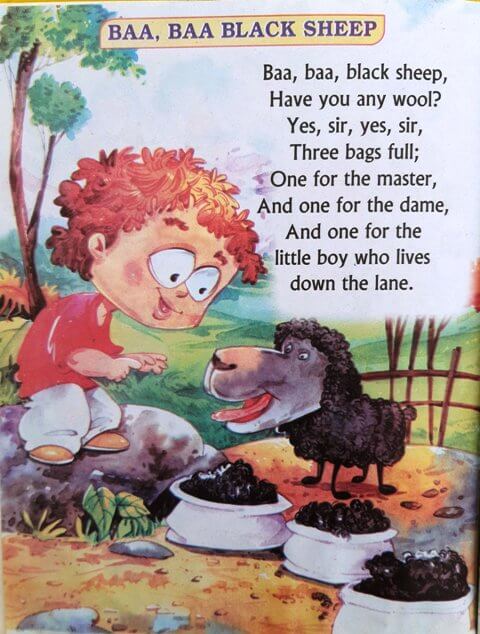 BAA, BAA BLACK SHEEP
Baa, baa, black sheep,
Have you any wool?
Yes, sir, yes, sir,
Three bags full;
One for the master,
And one for the dame,
And one for the
little boy who lives
down the lane.